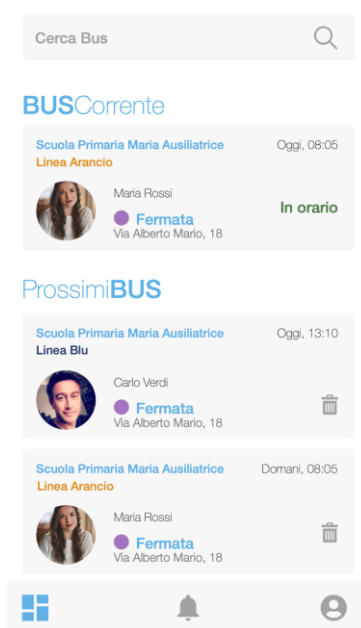 Cerca Bus
BUSCorrente
Scuola Primaria Maria Ausiliatrice Oggi, 08:05
Linea Arancio
Maria Rossi
In orario
Fermata
Via Alberto Mario, 18
ProssimiBUS
Scuola Primaria Maria Ausiliatrice Oggi, 13:10
Linea Blu
Carlo Verdi
Fermata
Via Alberto Mario, 18
Scuola Primaria Maria Ausiliatrice Domani, 08:05
Linea Arancio
Maria Rossi
Fermata
Via Alberto Mario, 18